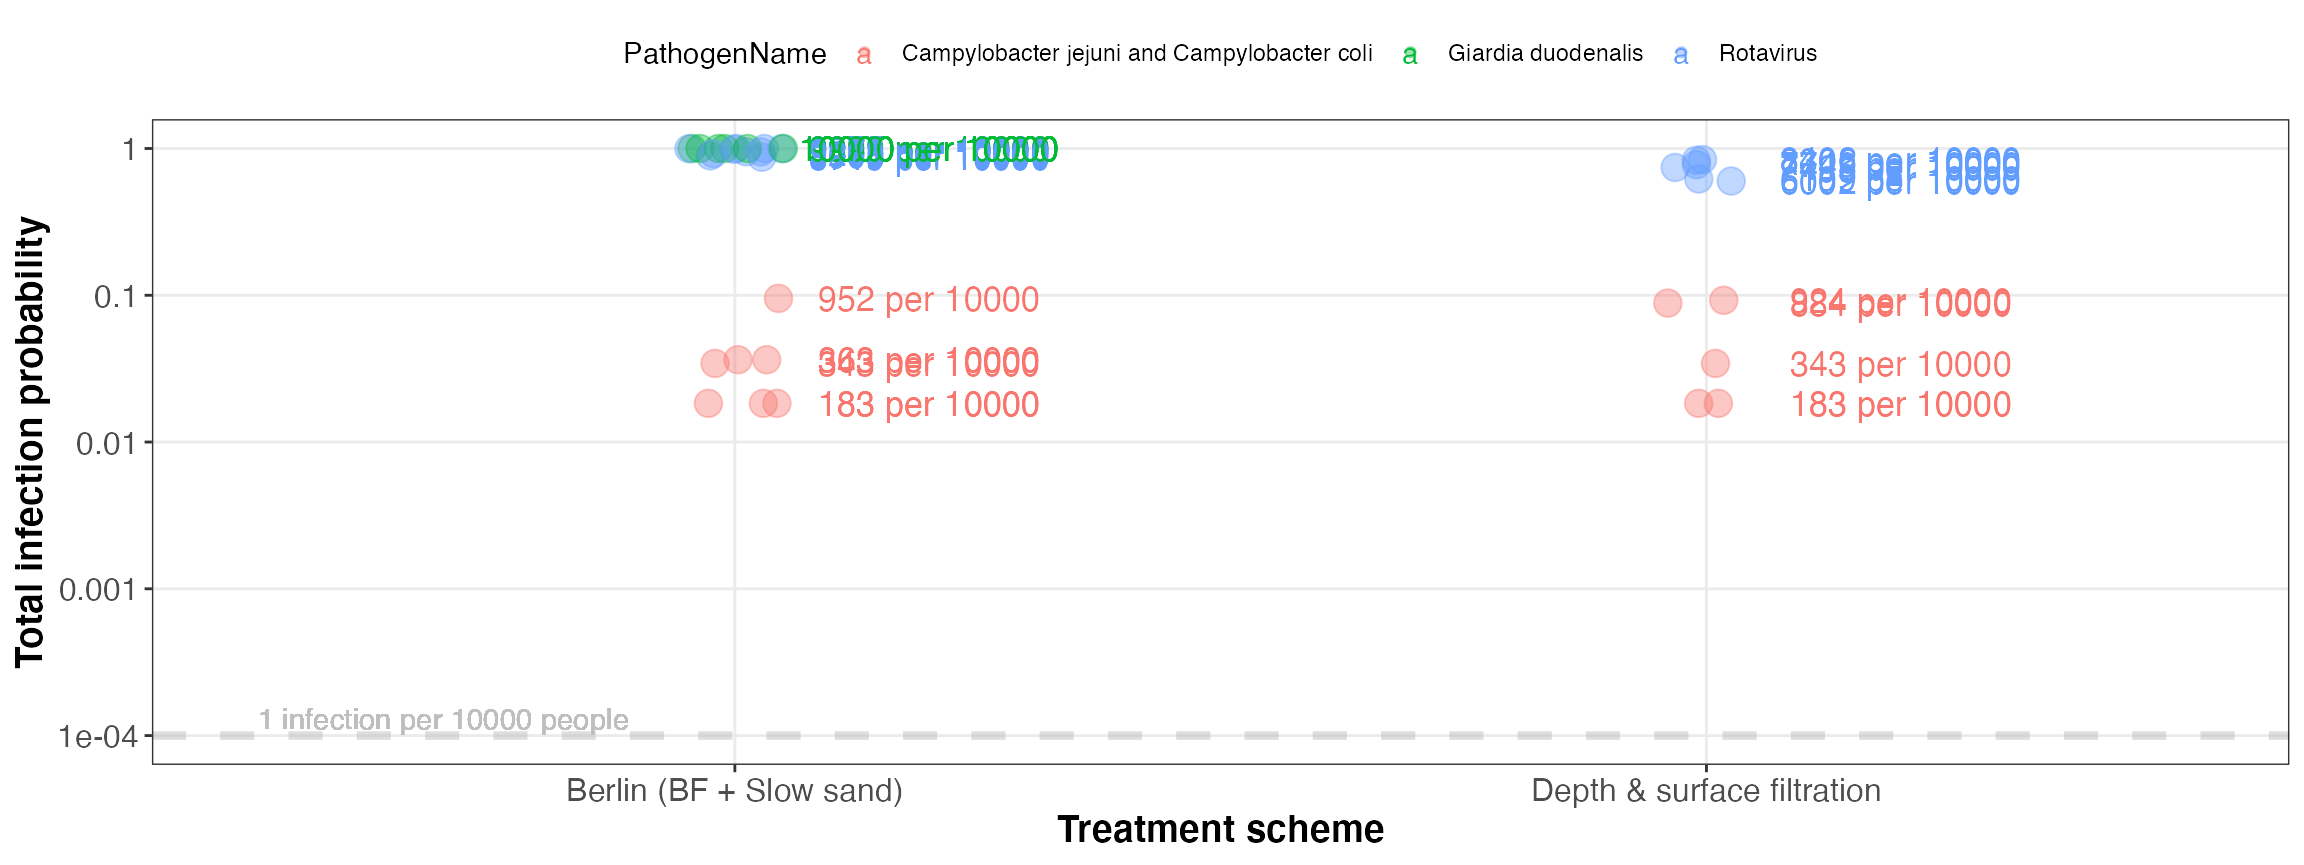 PathogenName a Campylobacter jejuni and Campylobacter coli a Giardia duodenalis a Rotavirus
Total infection probability
1
0.1
0.01
0.001
1e-04
per 10000
per 10000
6092 per 10000
952 per 10000
884 per 10000
363 per 10000
343 per 10000
343 per 10000
183 per 10000
183 per 10000
1 infection per 10000 people
Berlin (BF + Slow sand)
Depth & surface filtration
Treatment scheme